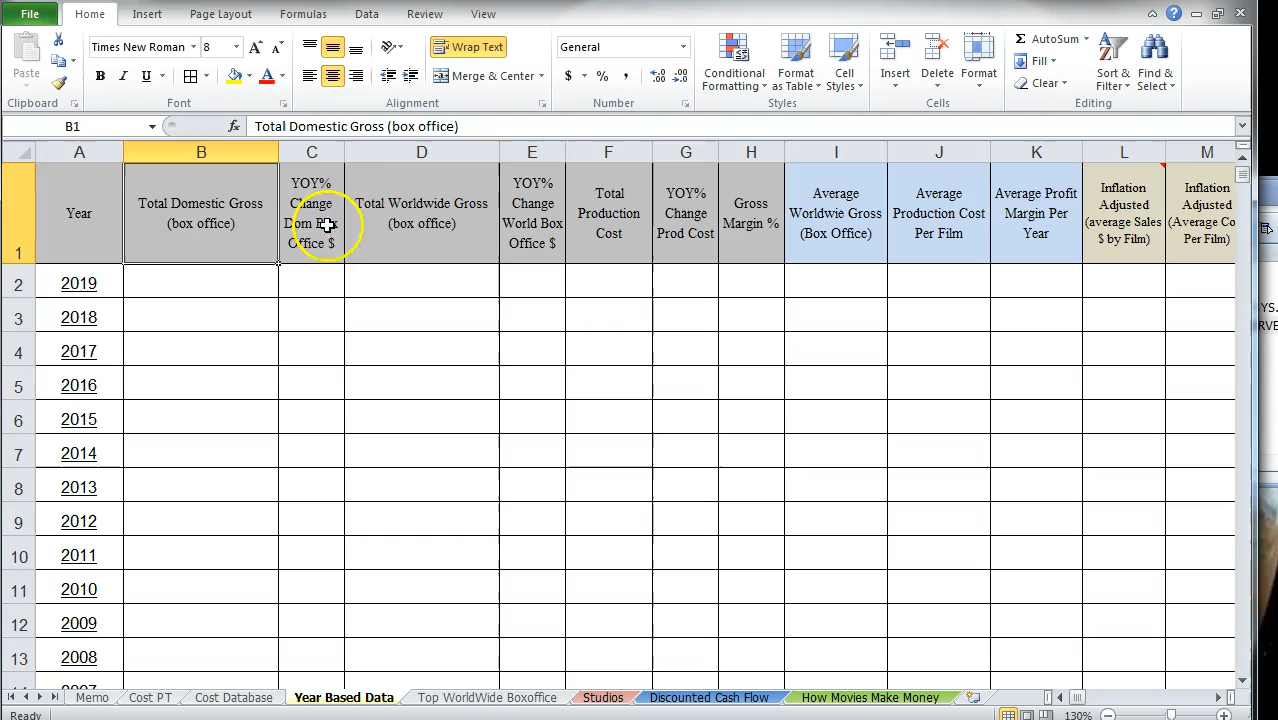 File Home Insert Page Layout Formulas Data Review View
Paste
Clipboard
Times New Roman 8
B I U A
Font
Wrap Text
Merge & Center
Alignment
General
$ % ,
Number
Conditional Formatting
Format as Table
Cell Styles
Styles
Insert
Delete
Format
Cells
AutoSum
Fill
Clear
Sort & Filter
Find & Select
Editing
B1 fx Total Domestic Gross (box office)
A B C D E F G H I J K L M
1
Year
Total Domestic Gross
(box office)
YOY%
Change
Dom Box
Office $
Total Worldwide Gross
(box office)
YOY%
Change
World Box
Office $
Total
Production
Cost
YOY%
Change
Prod Cost
Gross
Margin %
Average
Worldwie Gross
(Box Office)
Average
Production Cost
Per Film
Average Profit
Margin Per
Year
Inflation
Adjusted
(average Sales
$ by Film)
Inflation
Adjusted
(Average Co
Per Film)
2 2019
3 2018
4 2017
5 2016
6 2015
7 2014
8 2013
9 2012
10 2011
11 2010
12 2009
13 2008
Memo Cost PT Cost Database Year Based Data Top WorldWide Boxoffice Studios Discounted Cash Flow How Movies Make Money
Ready 130%
YS.
RVE